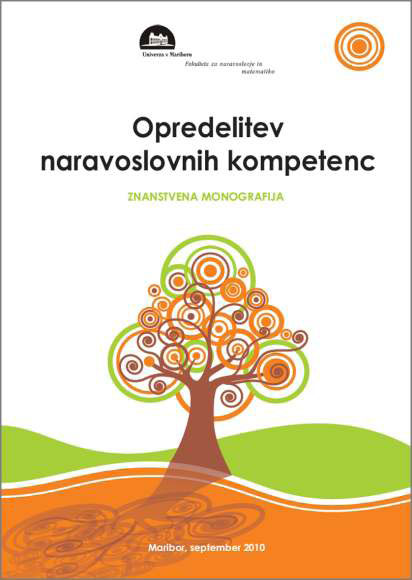 Univerza v Mariboru
Fakulteta za naravoslovje in
matematiko
Opredelitev
naravoslovnih kompetenc
ZNANSTVENA MONOGRAFIJA
Maribor, september 2010